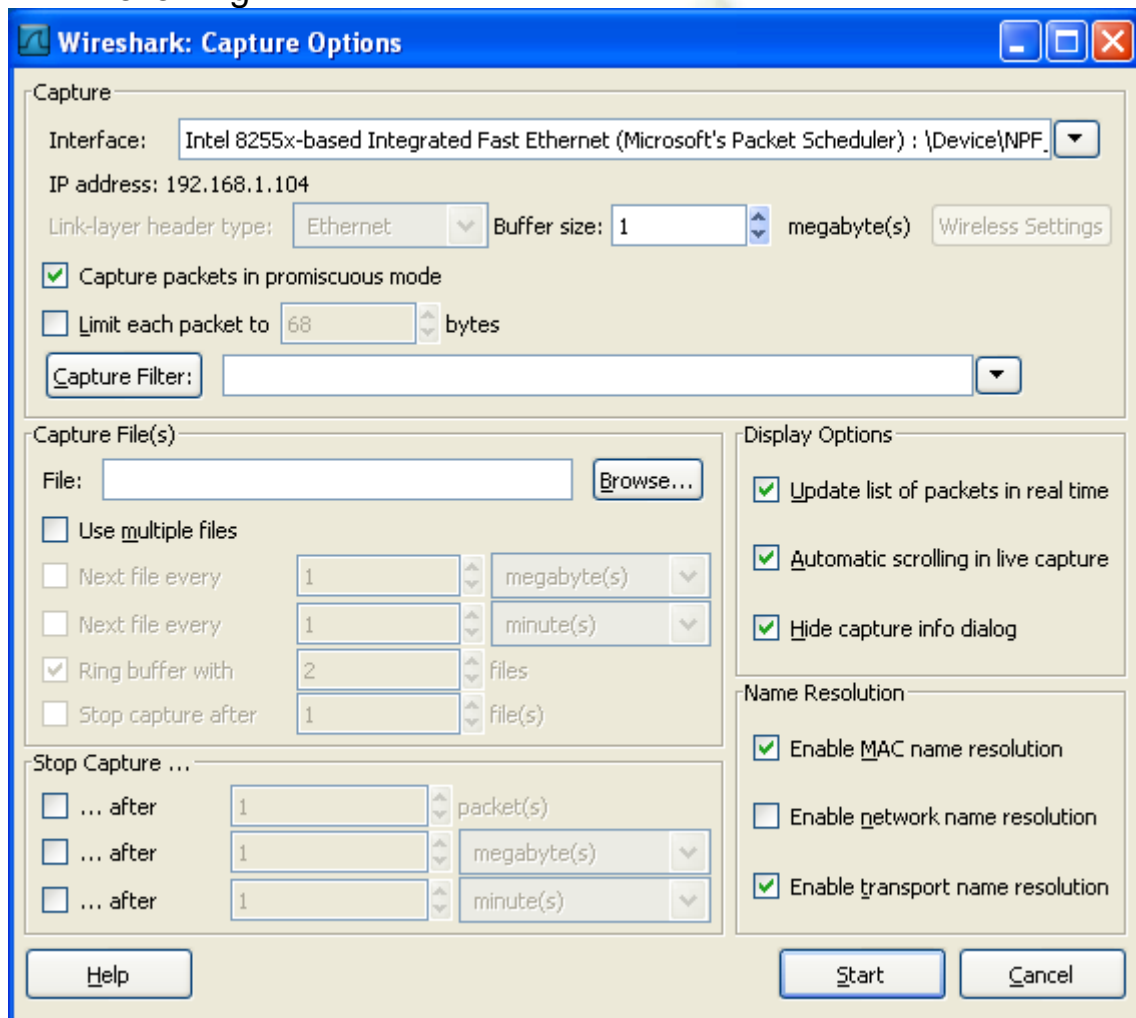 Wireshark: Capture Options
Capture
Interface: Intel 8255x-based Integrated Fast Ethernet (Microsoft's Packet Scheduler) : \Device\NPF_
IP address: 192.168.1.104
Link-layer header type: Ethernet Buffer size: 1 megabyte(s) Wireless Settings
Capture packets in promiscuous mode
Limit each packet to 68 bytes
Capture Filter:
Capture File(s)
File: Browse...
Use multiple files
Next file every 1 megabyte(s)
Next file every 1 minute(s)
Ring buffer with 2 files
Stop capture after 1 file(s)
Stop Capture ...
... after 1 packet(s)
... after 1 megabyte(s)
... after 1 minute(s)
Display Options
Update list of packets in real time
Automatic scrolling in live capture
Hide capture info dialog
Name Resolution
Enable MAC name resolution
Enable network name resolution
Enable transport name resolution
Help Start Cancel